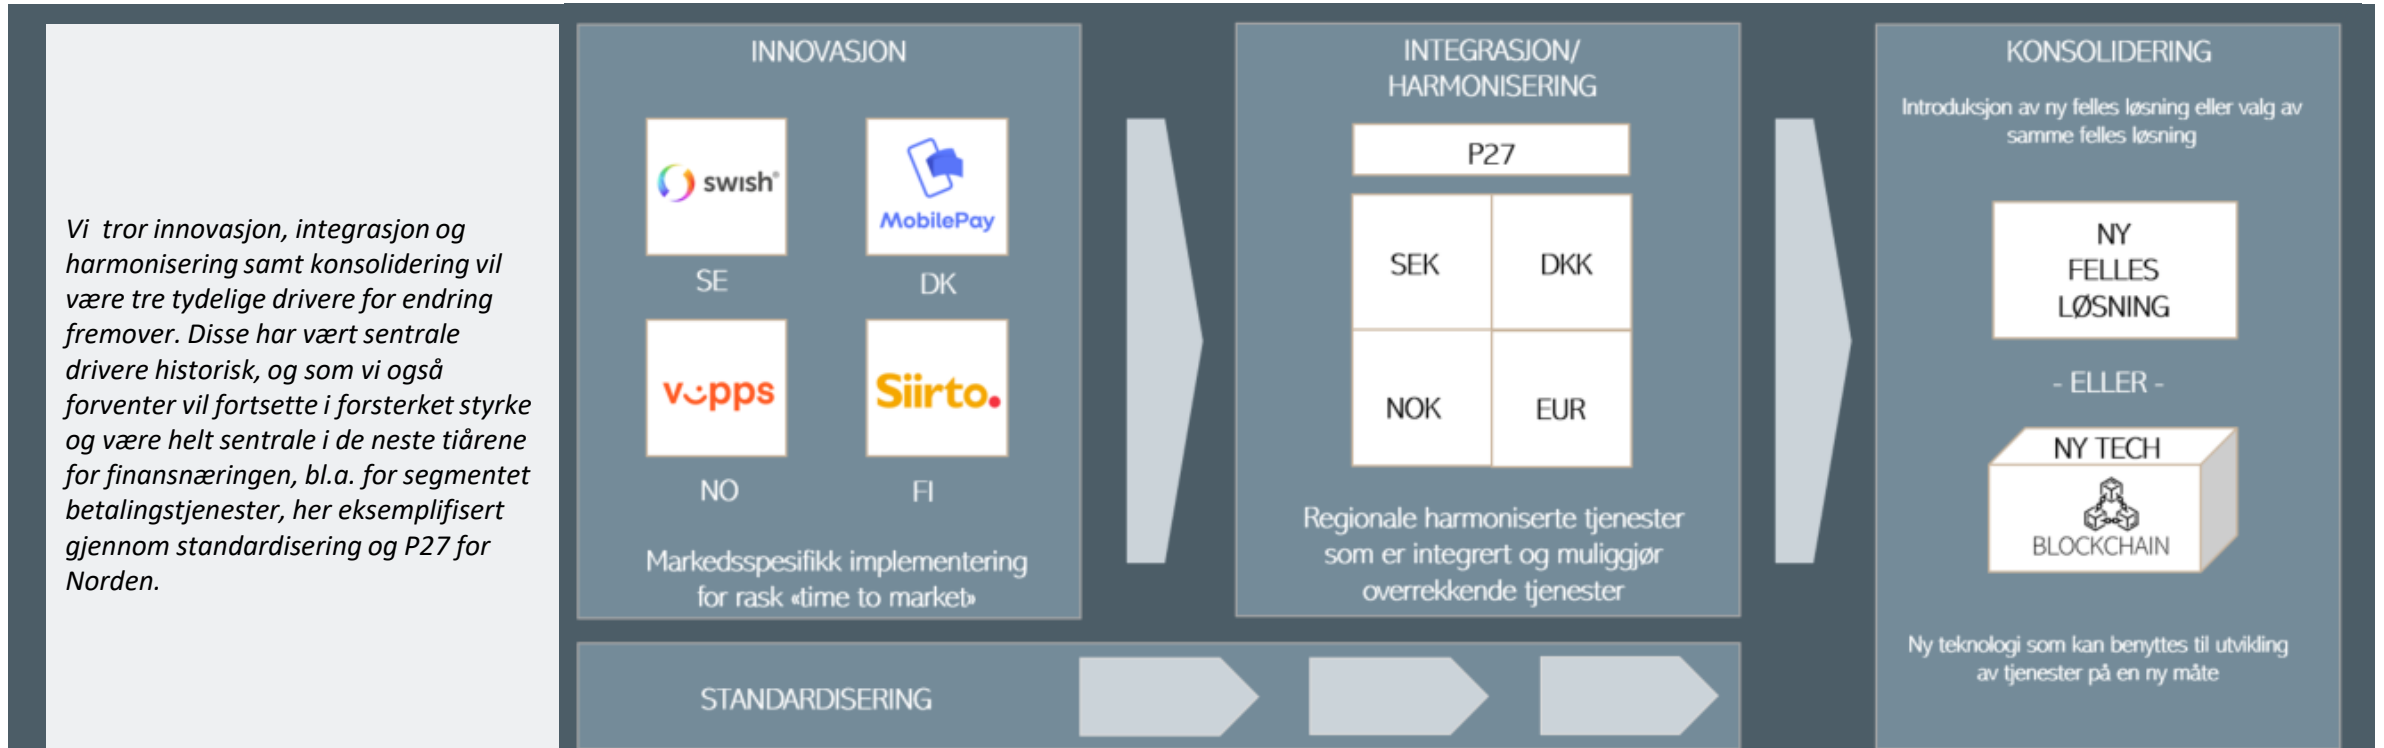 Vi  tror innovasjon, integrasjon og
harmonisering samt konsolidering vil
være tre tydelige drivere for endring
fremover. Disse har vært sentrale
drivere historisk, og som vi også
forventer vil fortsette i forsterket styrke
og være helt sentrale i de neste tiårene
for finansnæringen, bl.a. for segmentet
betalingstjenester, her eksemplifisert
gjennom standardisering og P27 for
Norden.
INNOVASJON
swish®
MobilePay
SE
DK
vipps
Siirto.
NO
FI
Markedsspesifikk implementering
for rask «time to market»
INTEGRASJON/
HARMONISERING
P27
SEK
DKK
NOK
EUR
Regionale harmoniserte tjenester
som er integrert og muliggjør
overrekkende tjenester
STANDARDISERING
KONSOLIDERING
Introduksjon av ny felles løsning eller valg av
samme felles løsning
NY
FELLES
LØSNING
- ELLER -
NY TECH
BLOCKCHAIN
Ny teknologi som kan benyttes til utvikling
av tjenester på en ny måte